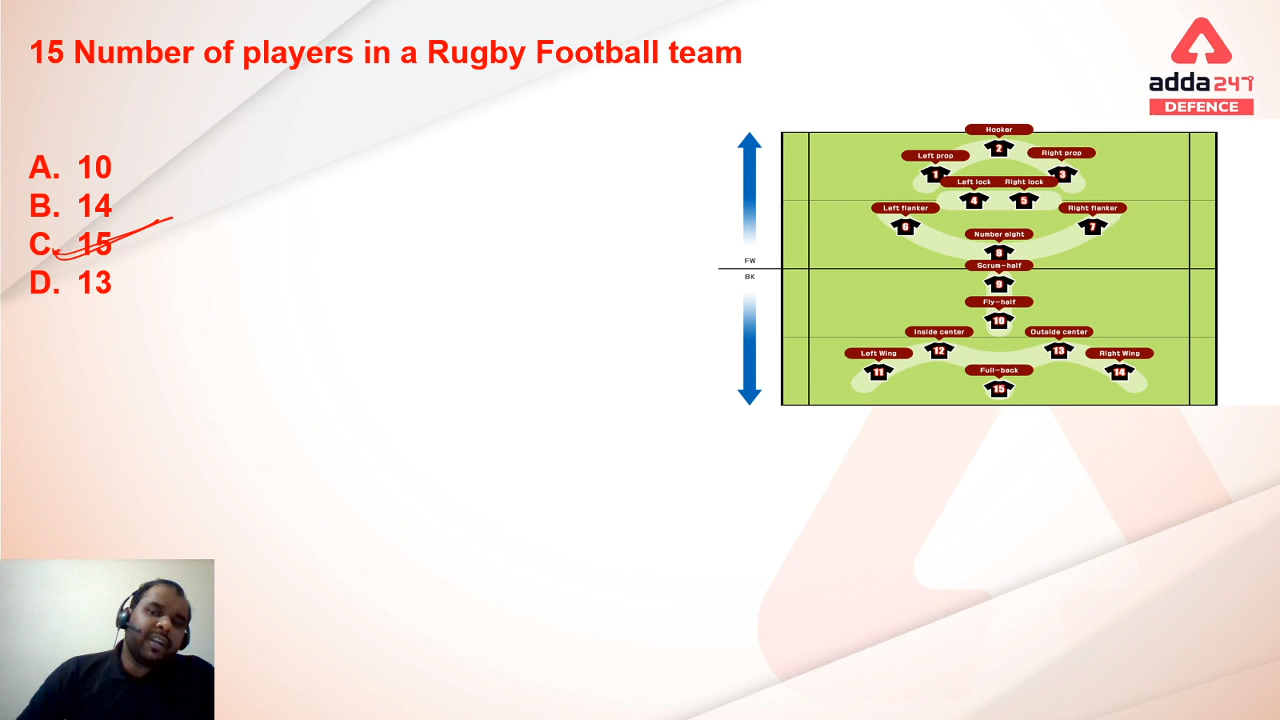 15 Number of players in a Rugby Football team
adda 247
DEFENCE
A. 10
B. 14
C. 15
D. 13
Hooker
2
Left prop
Right prop
1
3
Left lock
Right lock
4
5
Left flanker
Right flanker
6
7
Number eight
8
FW
Scrum-half
BK
9
Fly-half
10
Inside center
Outside center
12
13
Left Wing
Right Wing
11
14
Full-back
15